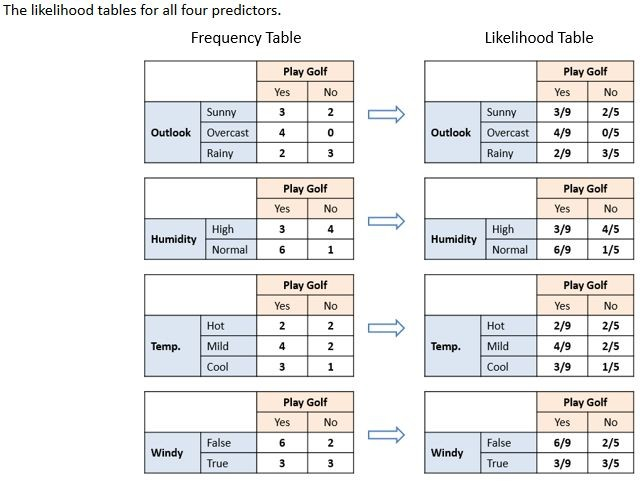 The likelihood tables for all four predictors.
Frequency Table Likelihood Table
Play Golf Play Golf
Yes No Yes No
Outlook Sunny 3 2 Outlook Sunny 3/9 2/5
Overcast 4 0 Overcast 4/9 0/5
Rainy 2 3 Rainy 2/9 3/5
Play Golf Play Golf
Yes No Yes No
Humidity High 3 4 Humidity High 3/9 4/5
Normal 6 1 Normal 6/9 1/5
Play Golf Play Golf
Yes No Yes No
Temp. Hot 2 2 Temp. Hot 2/9 2/5
Mild 4 2 Mild 4/9 2/5
Cool 3 1 Cool 3/9 1/5
Play Golf Play Golf
Yes No Yes No
Windy False 6 2 Windy False 6/9 2/5
True 3 3 True 3/9 3/5